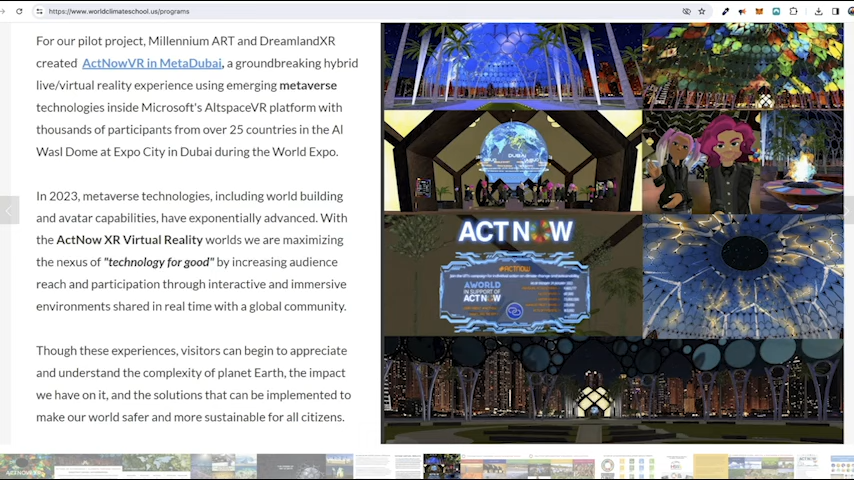 https://www.worldclimateschool.us/programs
For our pilot project, Millennium ART and DreamlandXR
created ActNowVR in MetaDubai, a groundbreaking hybrid
live/virtual reality experience using emerging metaverse
technologies inside Microsoft's AltspaceVR platform with
thousands of participants from over 25 countries in the Al
Wasl Dome at Expo City in Dubai during the World Expo.
In 2023, metaverse technologies, including world building
and avatar capabilities, have exponentially advanced. With
the ActNow XR Virtual Reality worlds we are maximizing
the nexus of "technology for good" by increasing audience
reach and participation through interactive and immersive
environments shared in real time with a global community.
Though these experiences, visitors can begin to appreciate
and understand the complexity of planet Earth, the impact
we have on it, and the solutions that can be implemented to
make our world safer and more sustainable for all citizens.
DUBAI
ACT NOW
#ACTNOW
AWORLD
IN SUPPORT OF
ACT NOW